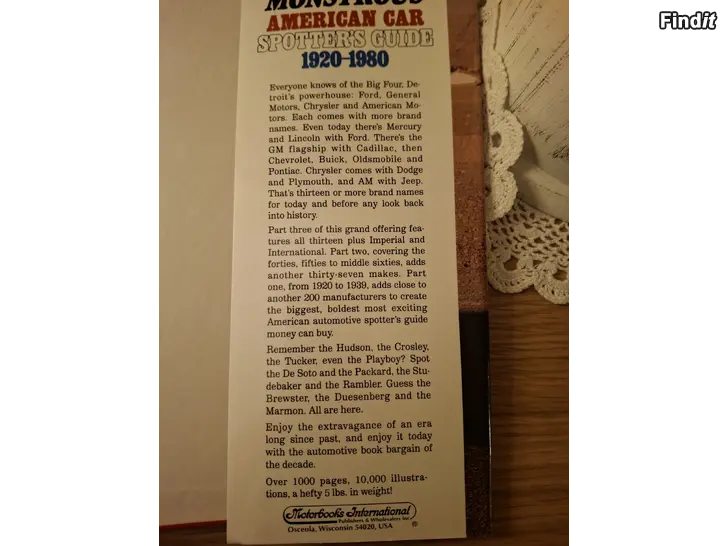 Findit
MONSTROUS
AMERICAN CAR
SPOTTER'S GUIDE
1920-1980
Everyone knows of the Big Four, De-
troit's powerhouse: Ford, General
Motors, Chrysler and American Mo-
tors. Each comes with more brand
names. Even today there's Mercury
and Lincoln with Ford. There's the
GM flagship with Cadillac, then
Chevrolet, Buick, Oldsmobile and
Pontiac. Chrysler comes with Dodge
and Plymouth, and AM with Jeep.
That's thirteen or more brand names
for today and before any look back
into history.
Part three of this grand offering fea-
tures all thirteen plus Imperial and
International. Part two, covering the
forties, fifties to middle sixties, adds
another thirty-seven makes. Part
one, from 1920 to 1939, adds close to
another 200 manufacturers to create
the biggest, boldest most exciting
American automotive spotter's guide
money can buy.
Remember the Hudson, the Crosley,
the Tucker, even the Playboy? Spot
the De Soto and the Packard, the Stu-
debaker and the Rambler. Guess the
Brewster, the Duesenberg and the
Marmon. All are here.
Enjoy the extravagance of an era
long since past, and enjoy it today
with the automotive book bargain of
the decade.
Over 1000 pages, 10,000 illustra-
tions, a hefty 5 lbs. in weight!
Motorbooks International
Publishers & Wholesalers Inc.
Osceola, Wisconsin 54020, USA ®